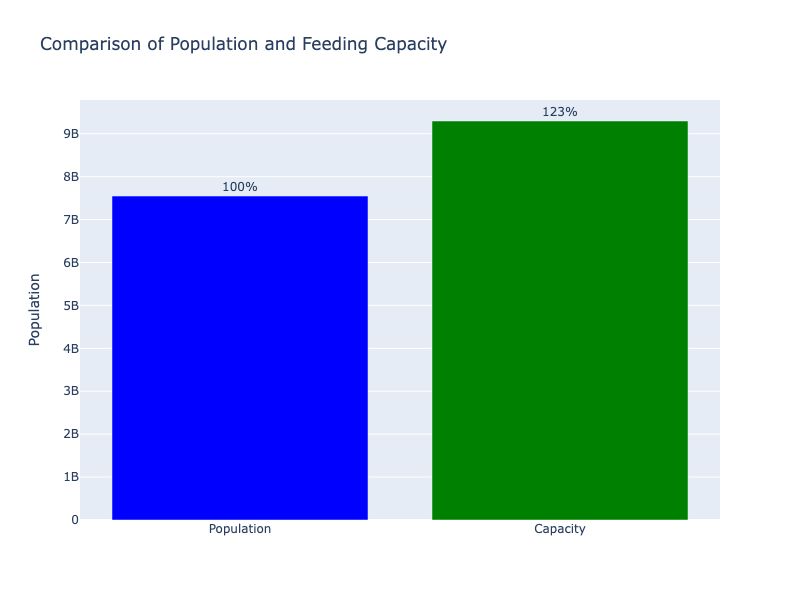 Comparison of Population and Feeding Capacity
123%
100%
9B
8B
7B
6B
5B
4B
3B
2B
1B
0
Population
Population
Capacity